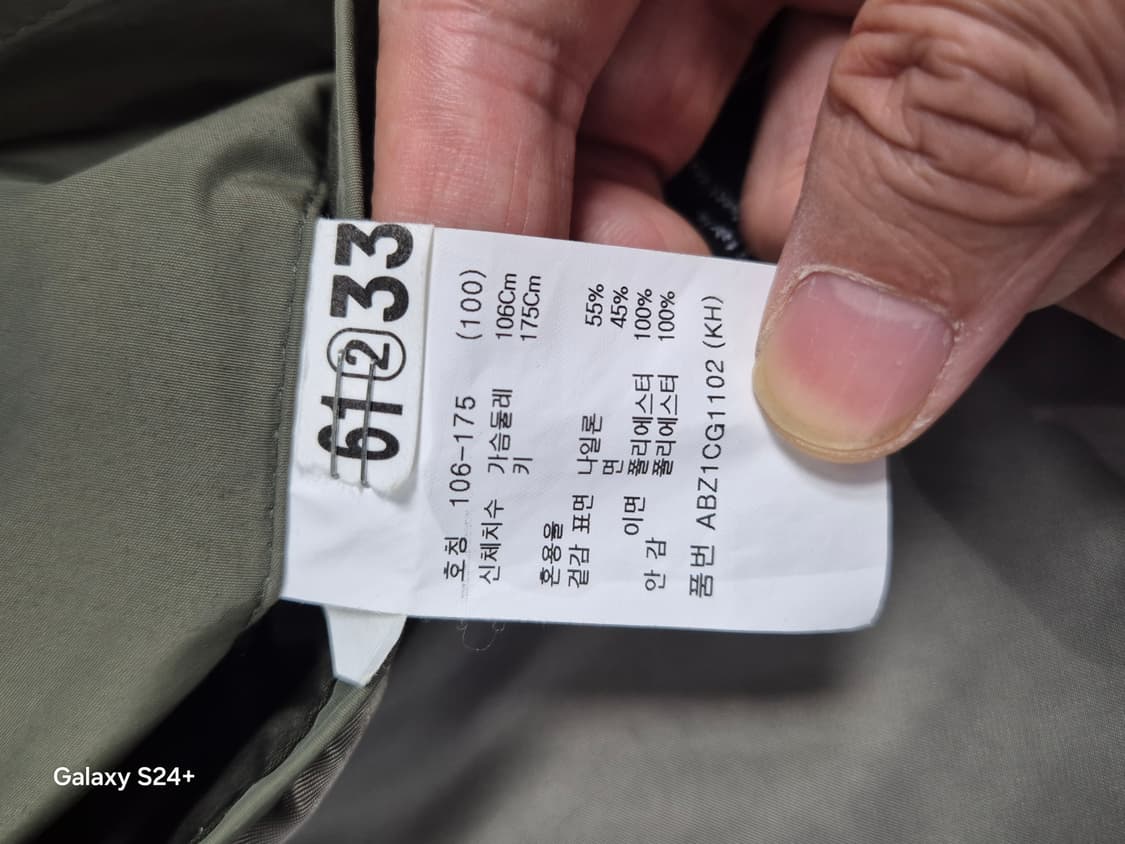 61②33
호칭 106-175 (100)
신체치수 가슴둘레 106Cm
키 175Cm
혼용율
겉감 표면 나일론 55%
면 45%
이면 폴리에스터 100%
안 감 폴리에스터 100%
품번 ABZ1CG1102 (KH)
Galaxy S24+